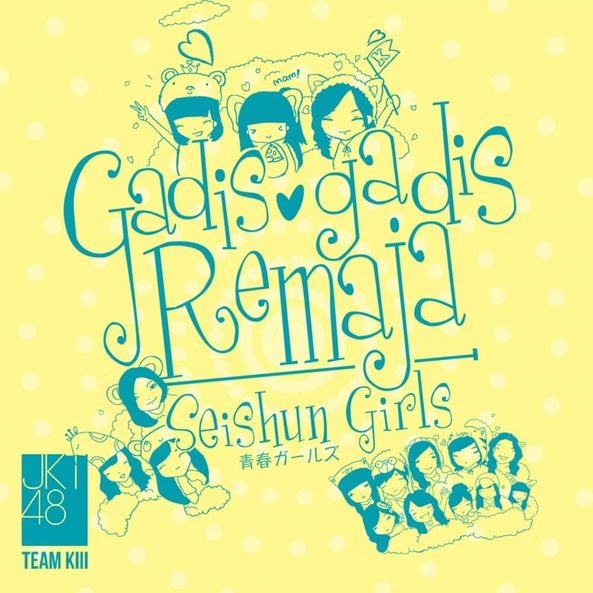 mam!
Gadis gadis
Remaja
Seishun Girls
青春ガールズ
JKT
48
TEAM KIII